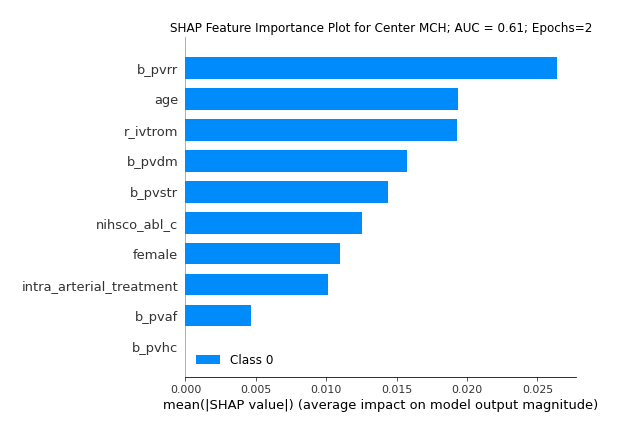 SHAP Feature Importance Plot for Center MCH; AUC = 0.61; Epochs=2
b_pvrr
age
r_ivtrom
b_pvdm
b_pvstr
nihsco_abl_c
female
intra_arterial_treatment
b_pvaf
b_pvhc
Class 0
0.000 0.005 0.010 0.015 0.020 0.025
mean(|SHAP value|) (average impact on model output magnitude)